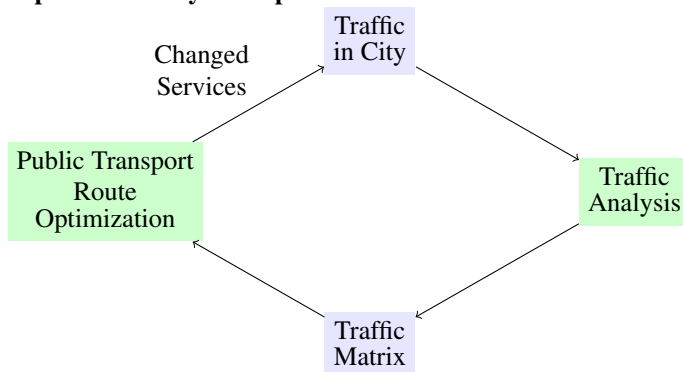 Traffic
in City
Changed
Services
Public Transport
Route
Optimization
Traffic
Analysis
Traffic
Matrix